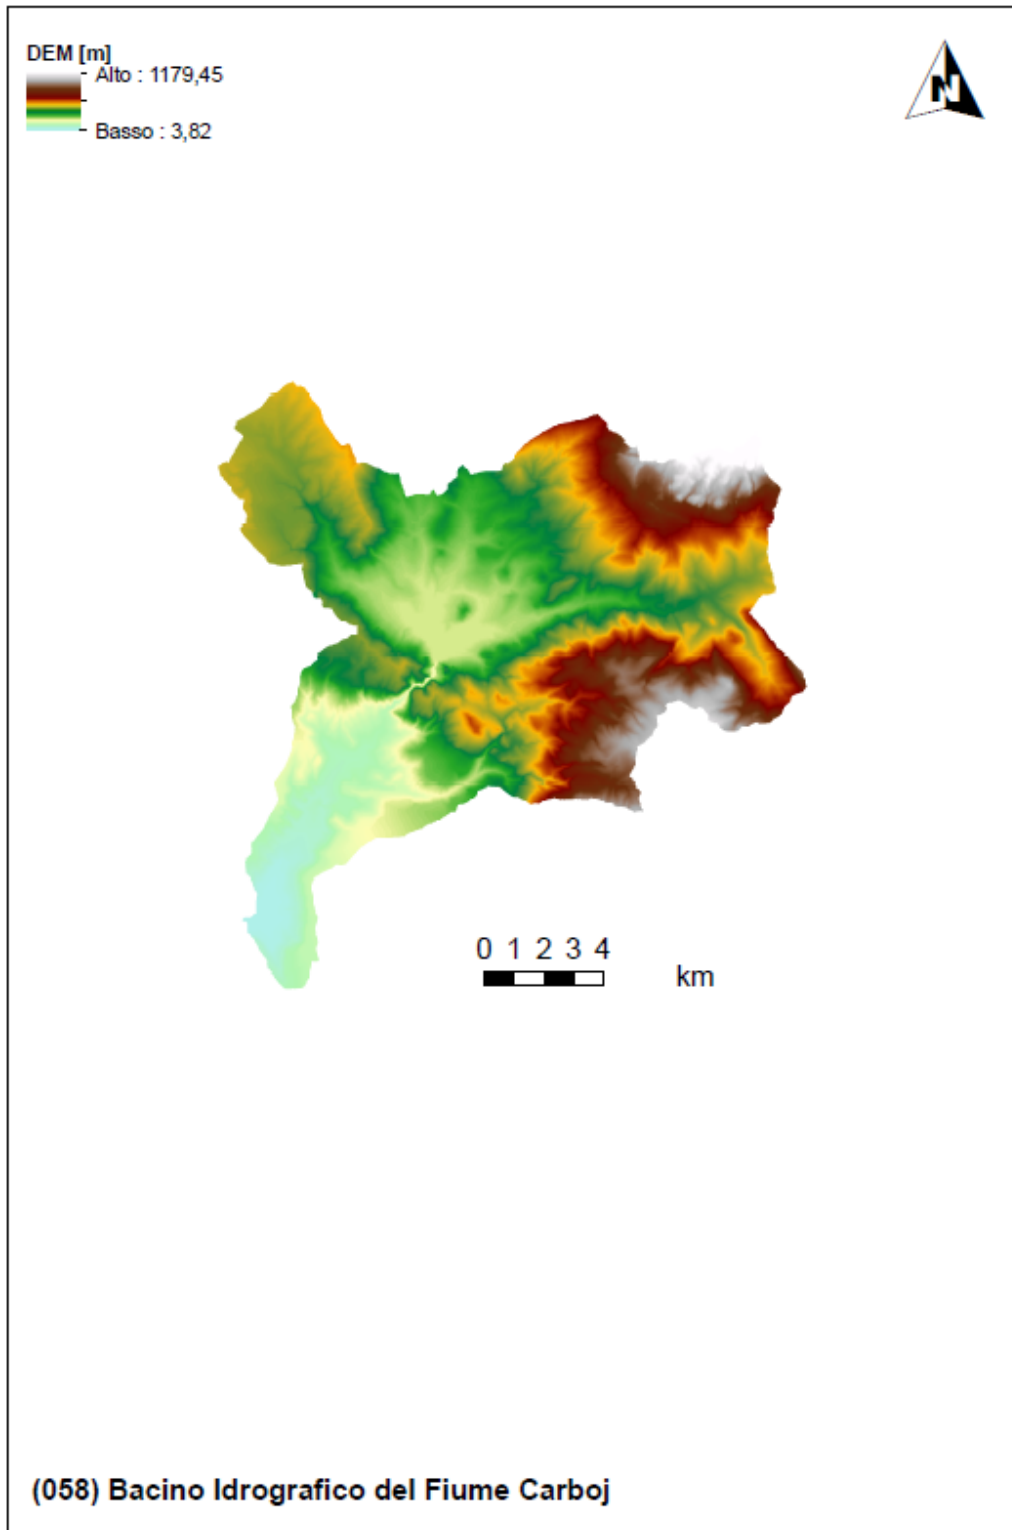 DEM [m]
Alto : 1179,45
Basso : 3,82
N
0 1 2 3 4
km
(058) Bacino Idrografico del Fiume Carboj